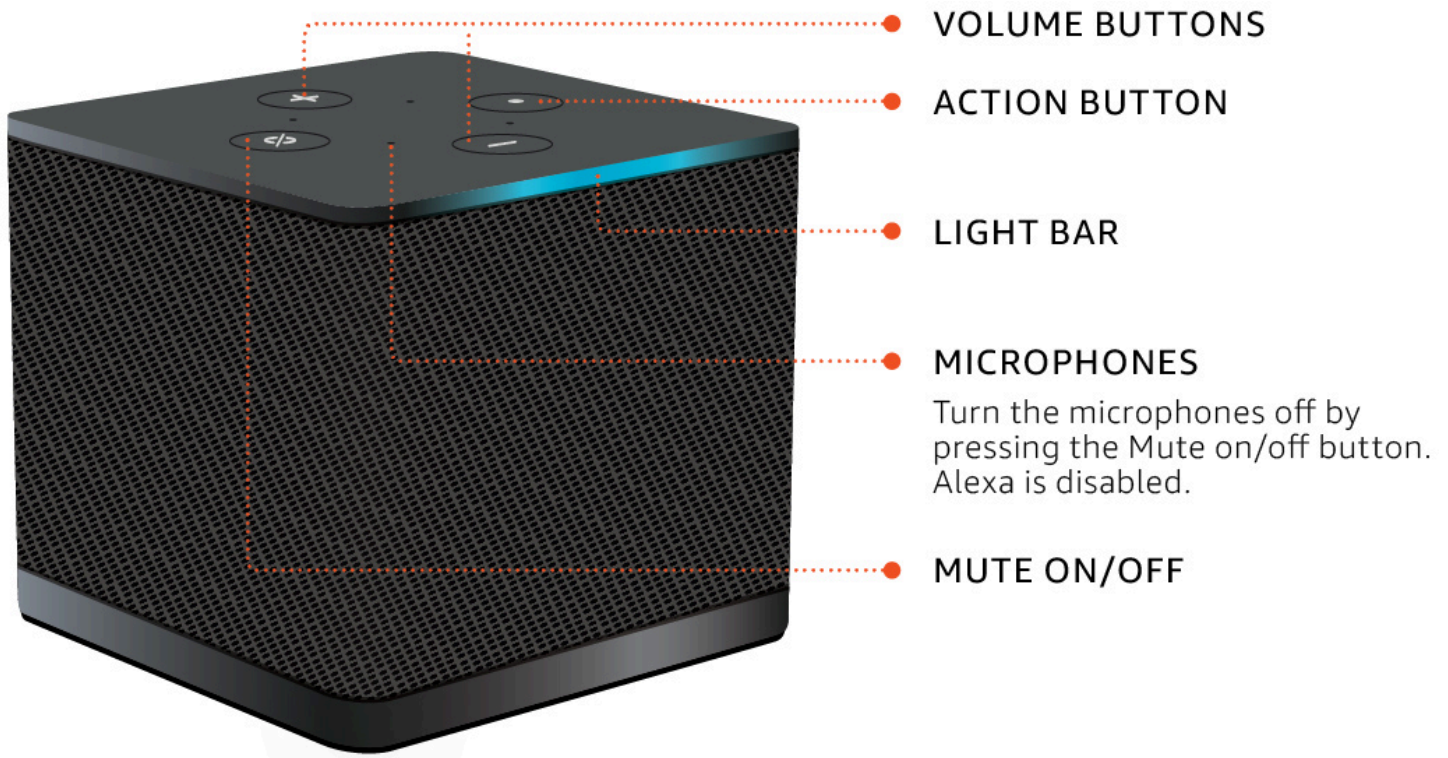 VOLUME BUTTONS
ACTION BUTTON
LIGHT BAR
MICROPHONES
Turn the microphones off by
pressing the Mute on/off button.
Alexa is disabled.
MUTE ON/OFF